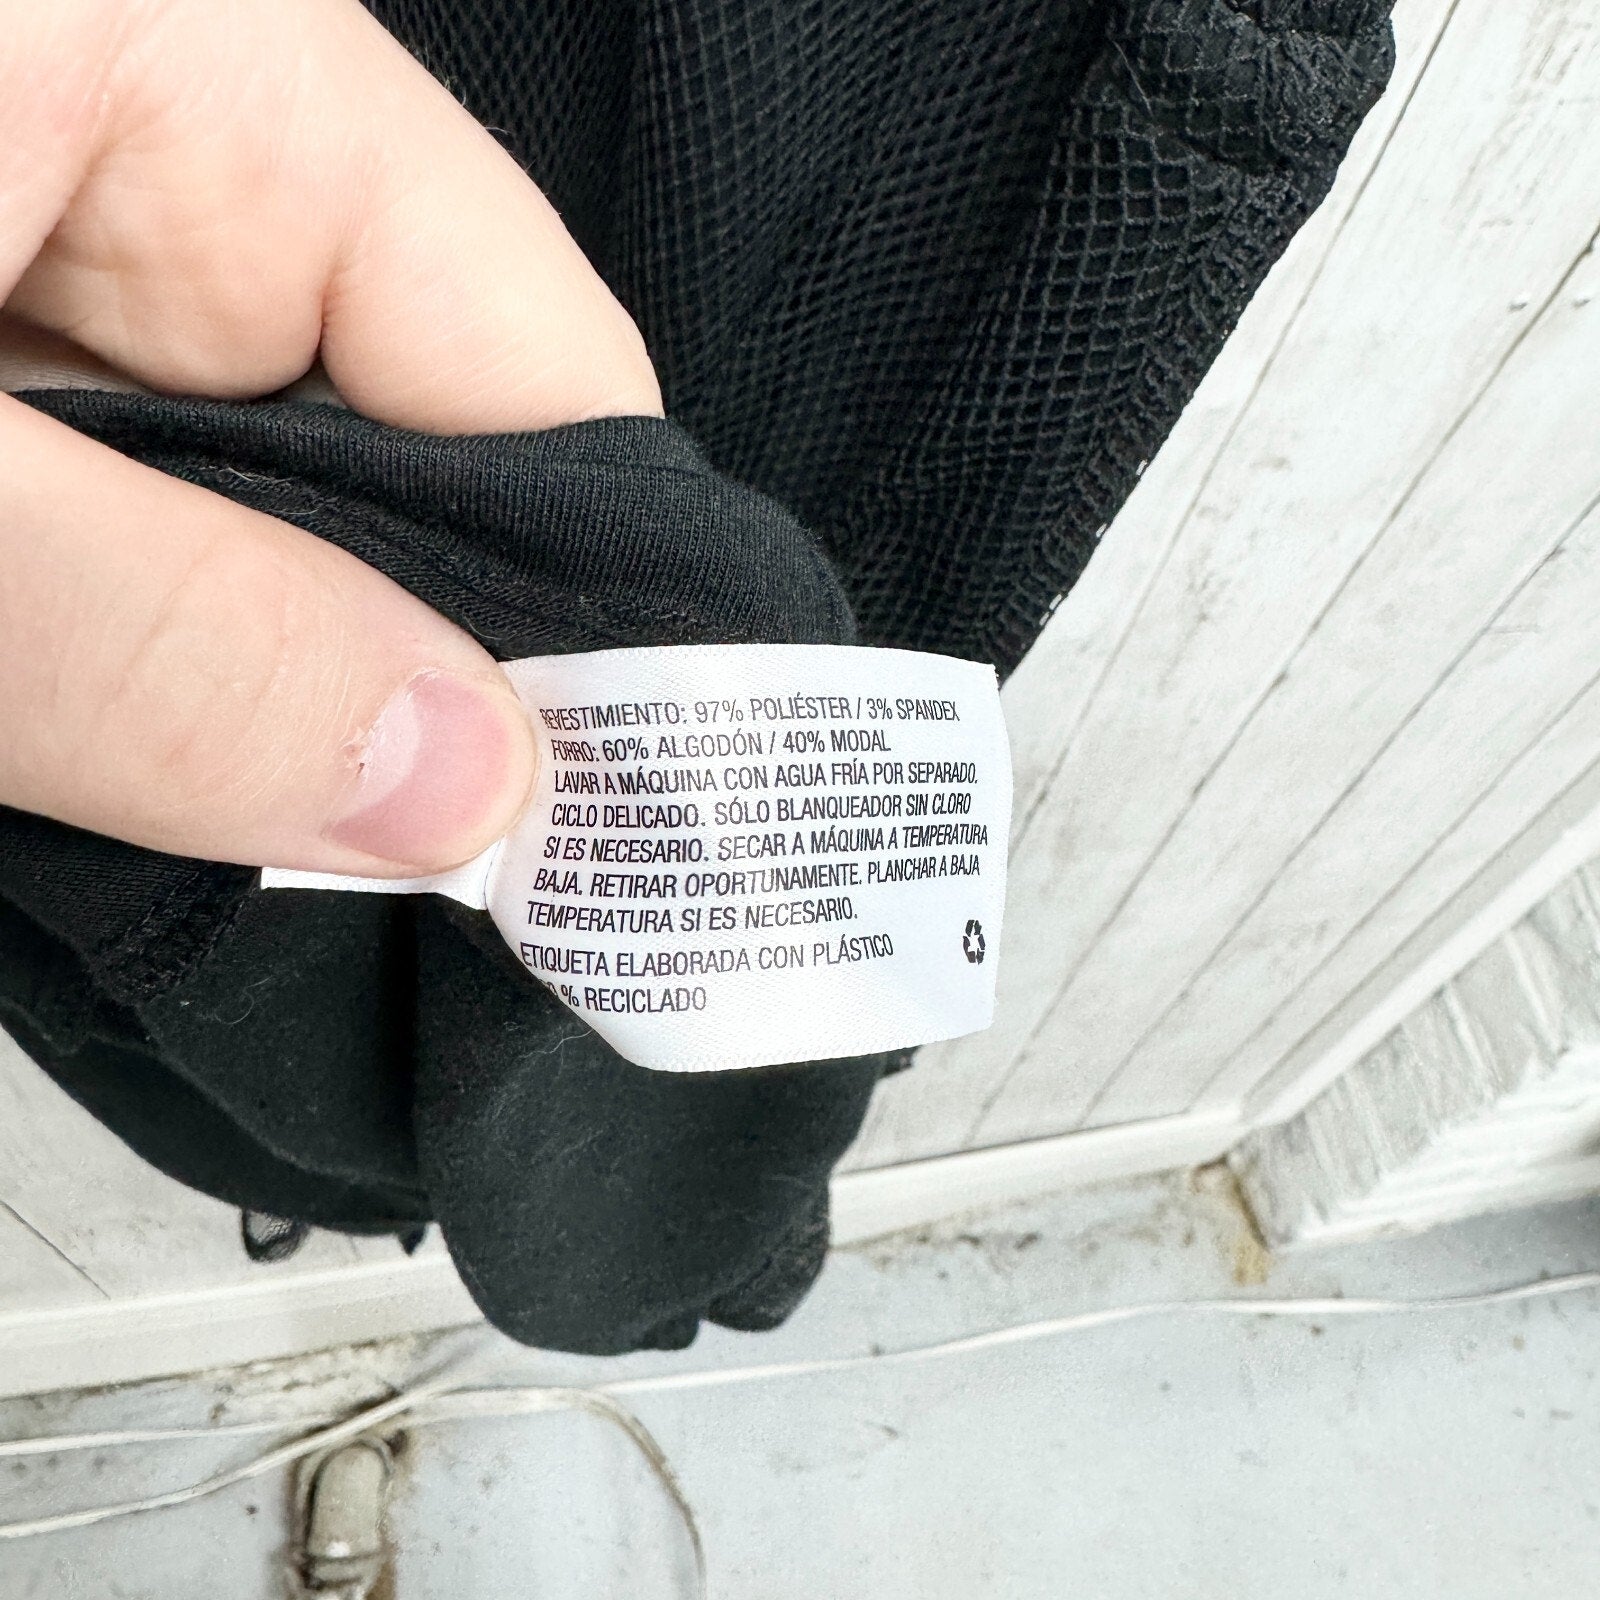 REVESTIMIENTO: 97% POLIÉSTER / 3% SPANDEX
FORRO: 60% ALGODÓN / 40% MODAL
LAVAR A MÁQUINA CON AGUA FRÍA POR SEPARADO.
CICLO DELICADO. SÓLO BLANQUEADOR SIN CLORO
SI ES NECESARIO. SECAR A MÁQUINA A TEMPERATURA
BAJA. RETIRAR OPORTUNAMENTE. PLANCHAR A BAJA
TEMPERATURA SI ES NECESARIO.
ETIQUETA ELABORADA CON PLÁSTICO
% RECICLADO